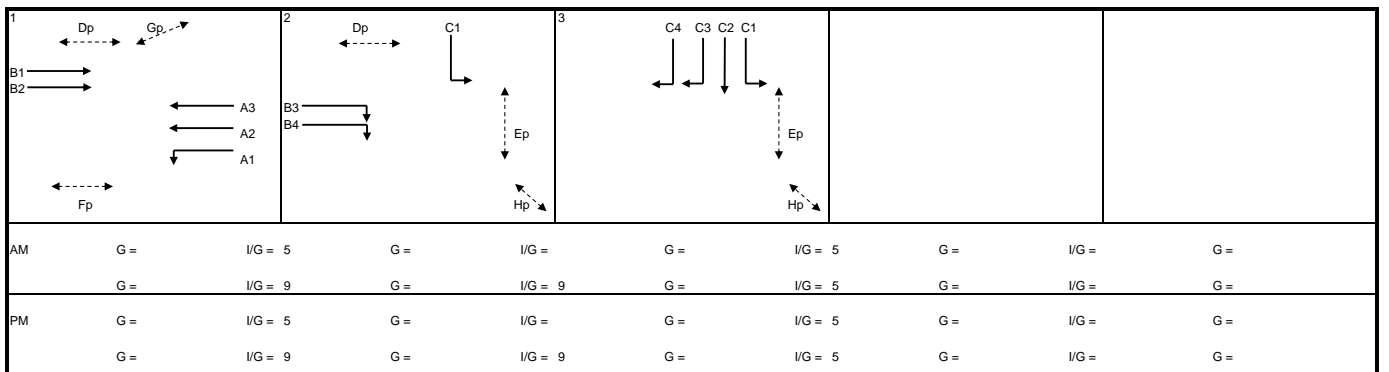 1
Dp
Gp
B1
B2
A3
A2
A1
Fp
2
Dp
C1
B3
B4
Ep
Hp
3
C4 C3 C2 C1
Ep
Hp
AM G = I/G = 5 G = I/G = G = I/G = 5 G = I/G = G =
G = I/G = 9 G = I/G = 9 G = I/G = 5 G = I/G = G =
PM G = I/G = 5 G = I/G = G = I/G = 5 G = I/G = G =
G = I/G = 9 G = I/G = 9 G = I/G = 5 G = I/G = G =